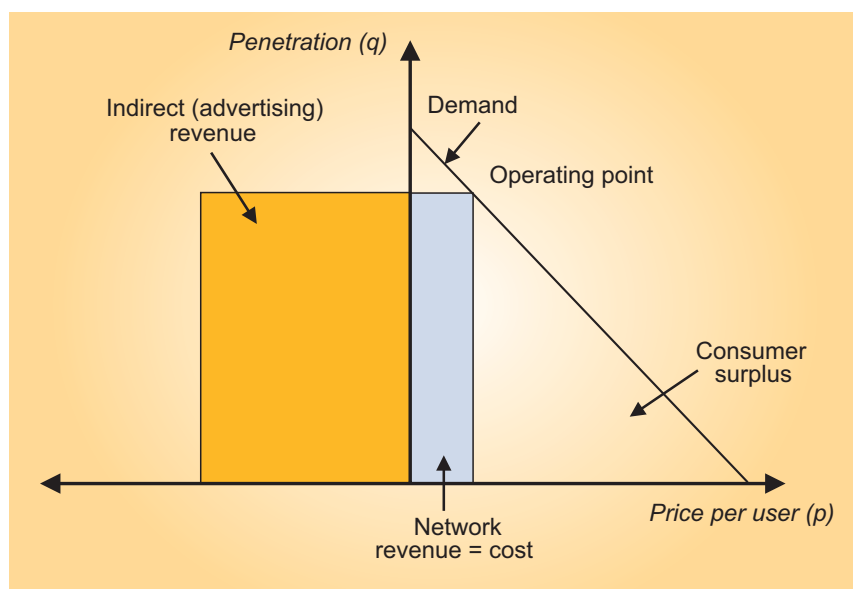 Penetration (q)
Indirect (advertising)
revenue
Demand
Operating point
Consumer
surplus
Price per user (p)
Network
revenue = cost